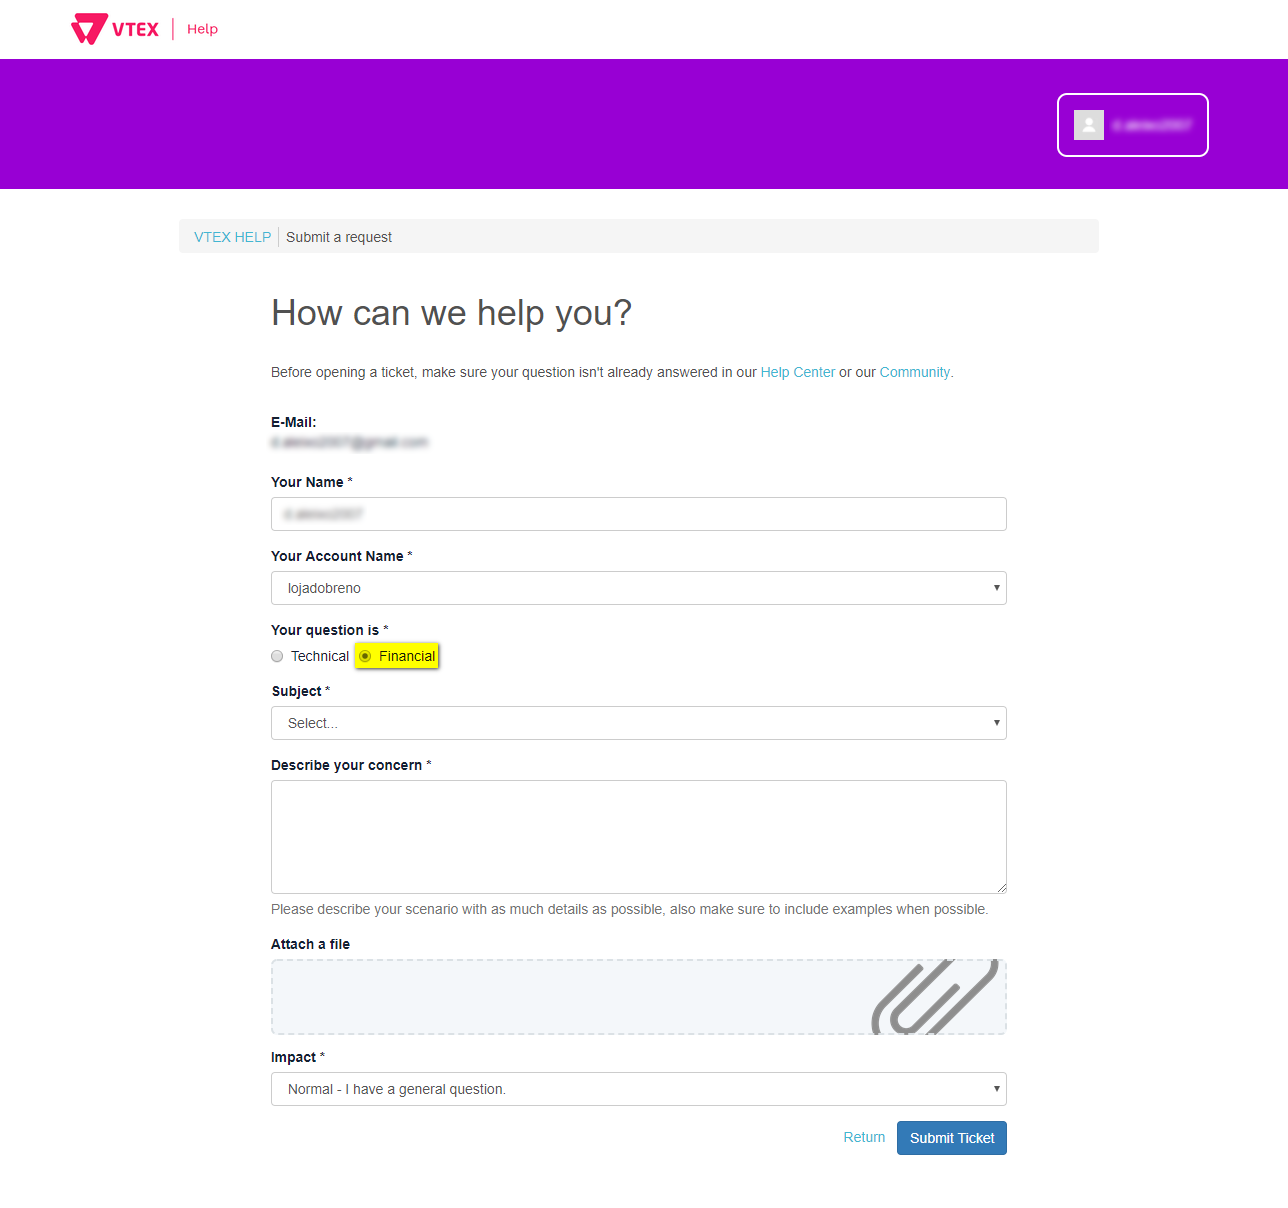 VTEX | Help
VTEX HELP | Submit a request
How can we help you?
Before opening a ticket, make sure your question isn't already answered in our Help Center or our Community.
E-Mail:
Your Name *
Your Account Name *
lojadobreno
Your question is *
Technical Financial
Subject *
Select...
Describe your concern *
Please describe your scenario with as much details as possible, also make sure to include examples when possible.
Attach a file
Impact *
Normal - I have a general question.
Return Submit Ticket